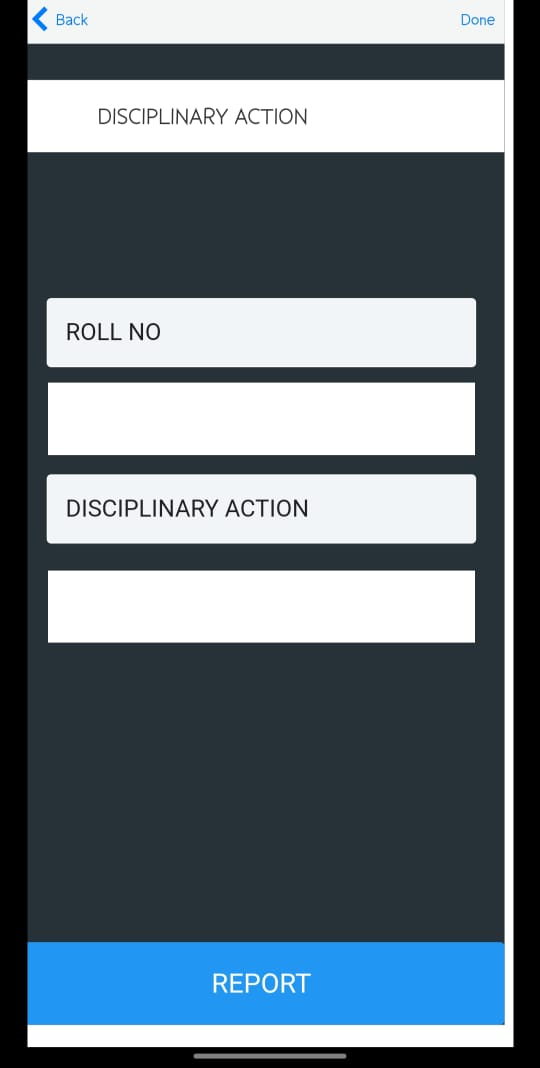 Back Done
DISCIPLINARY ACTION
ROLL NO
DISCIPLINARY ACTION
REPORT